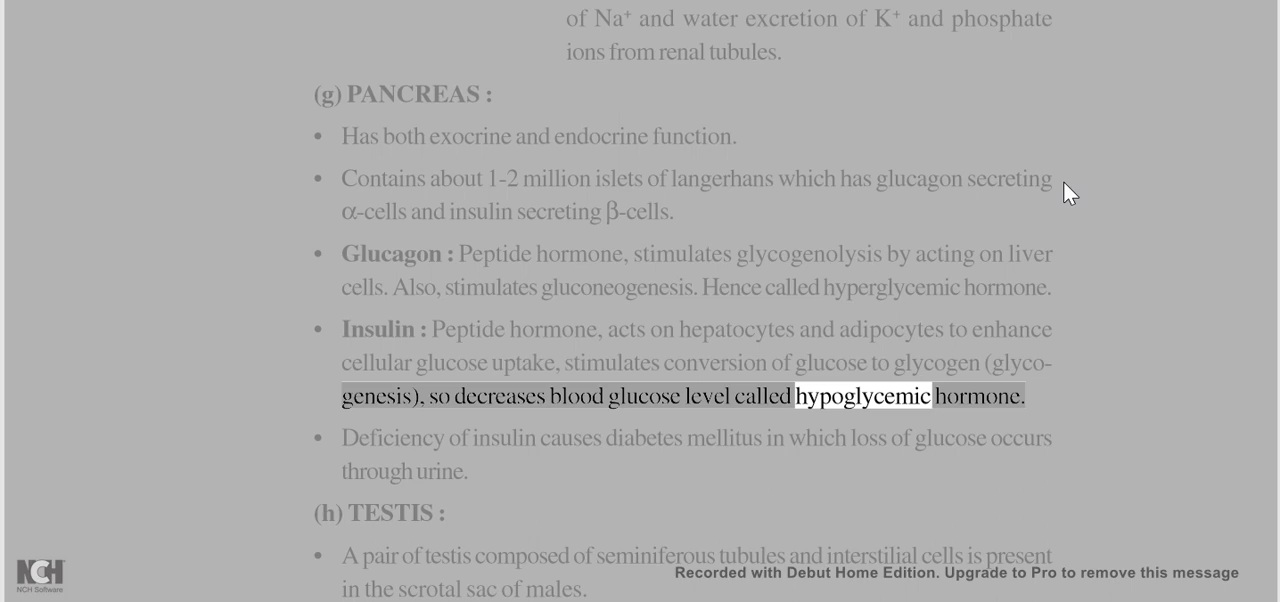 of Na⁺ and water excretion of K⁺ and phosphate
ions from renal tubules.
(g) PANCREAS :
• Has both exocrine and endocrine function.
• Contains about 1-2 million islets of langerhans which has glucagon secreting
α-cells and insulin secreting β-cells.
• Glucagon : Peptide hormone, stimulates glycogenolysis by acting on liver
cells. Also, stimulates gluconeogenesis. Hence called hyperglycemic hormone.
• Insulin : Peptide hormone, acts on hepatocytes and adipocytes to enhance
cellular glucose uptake, stimulates conversion of glucose to glycogen (glyco-
genesis), so decreases blood glucose level called hypoglycemic hormone.
• Deficiency of insulin causes diabetes mellitus in which loss of glucose occurs
through urine.
(h) TESTIS :
• A pair of testis composed of seminiferous tubules and interstilial cells is present
in the scrotal sac of males.
NCH
NCH Software
Recorded with Debut Home Edition. Upgrade to Pro to remove this message